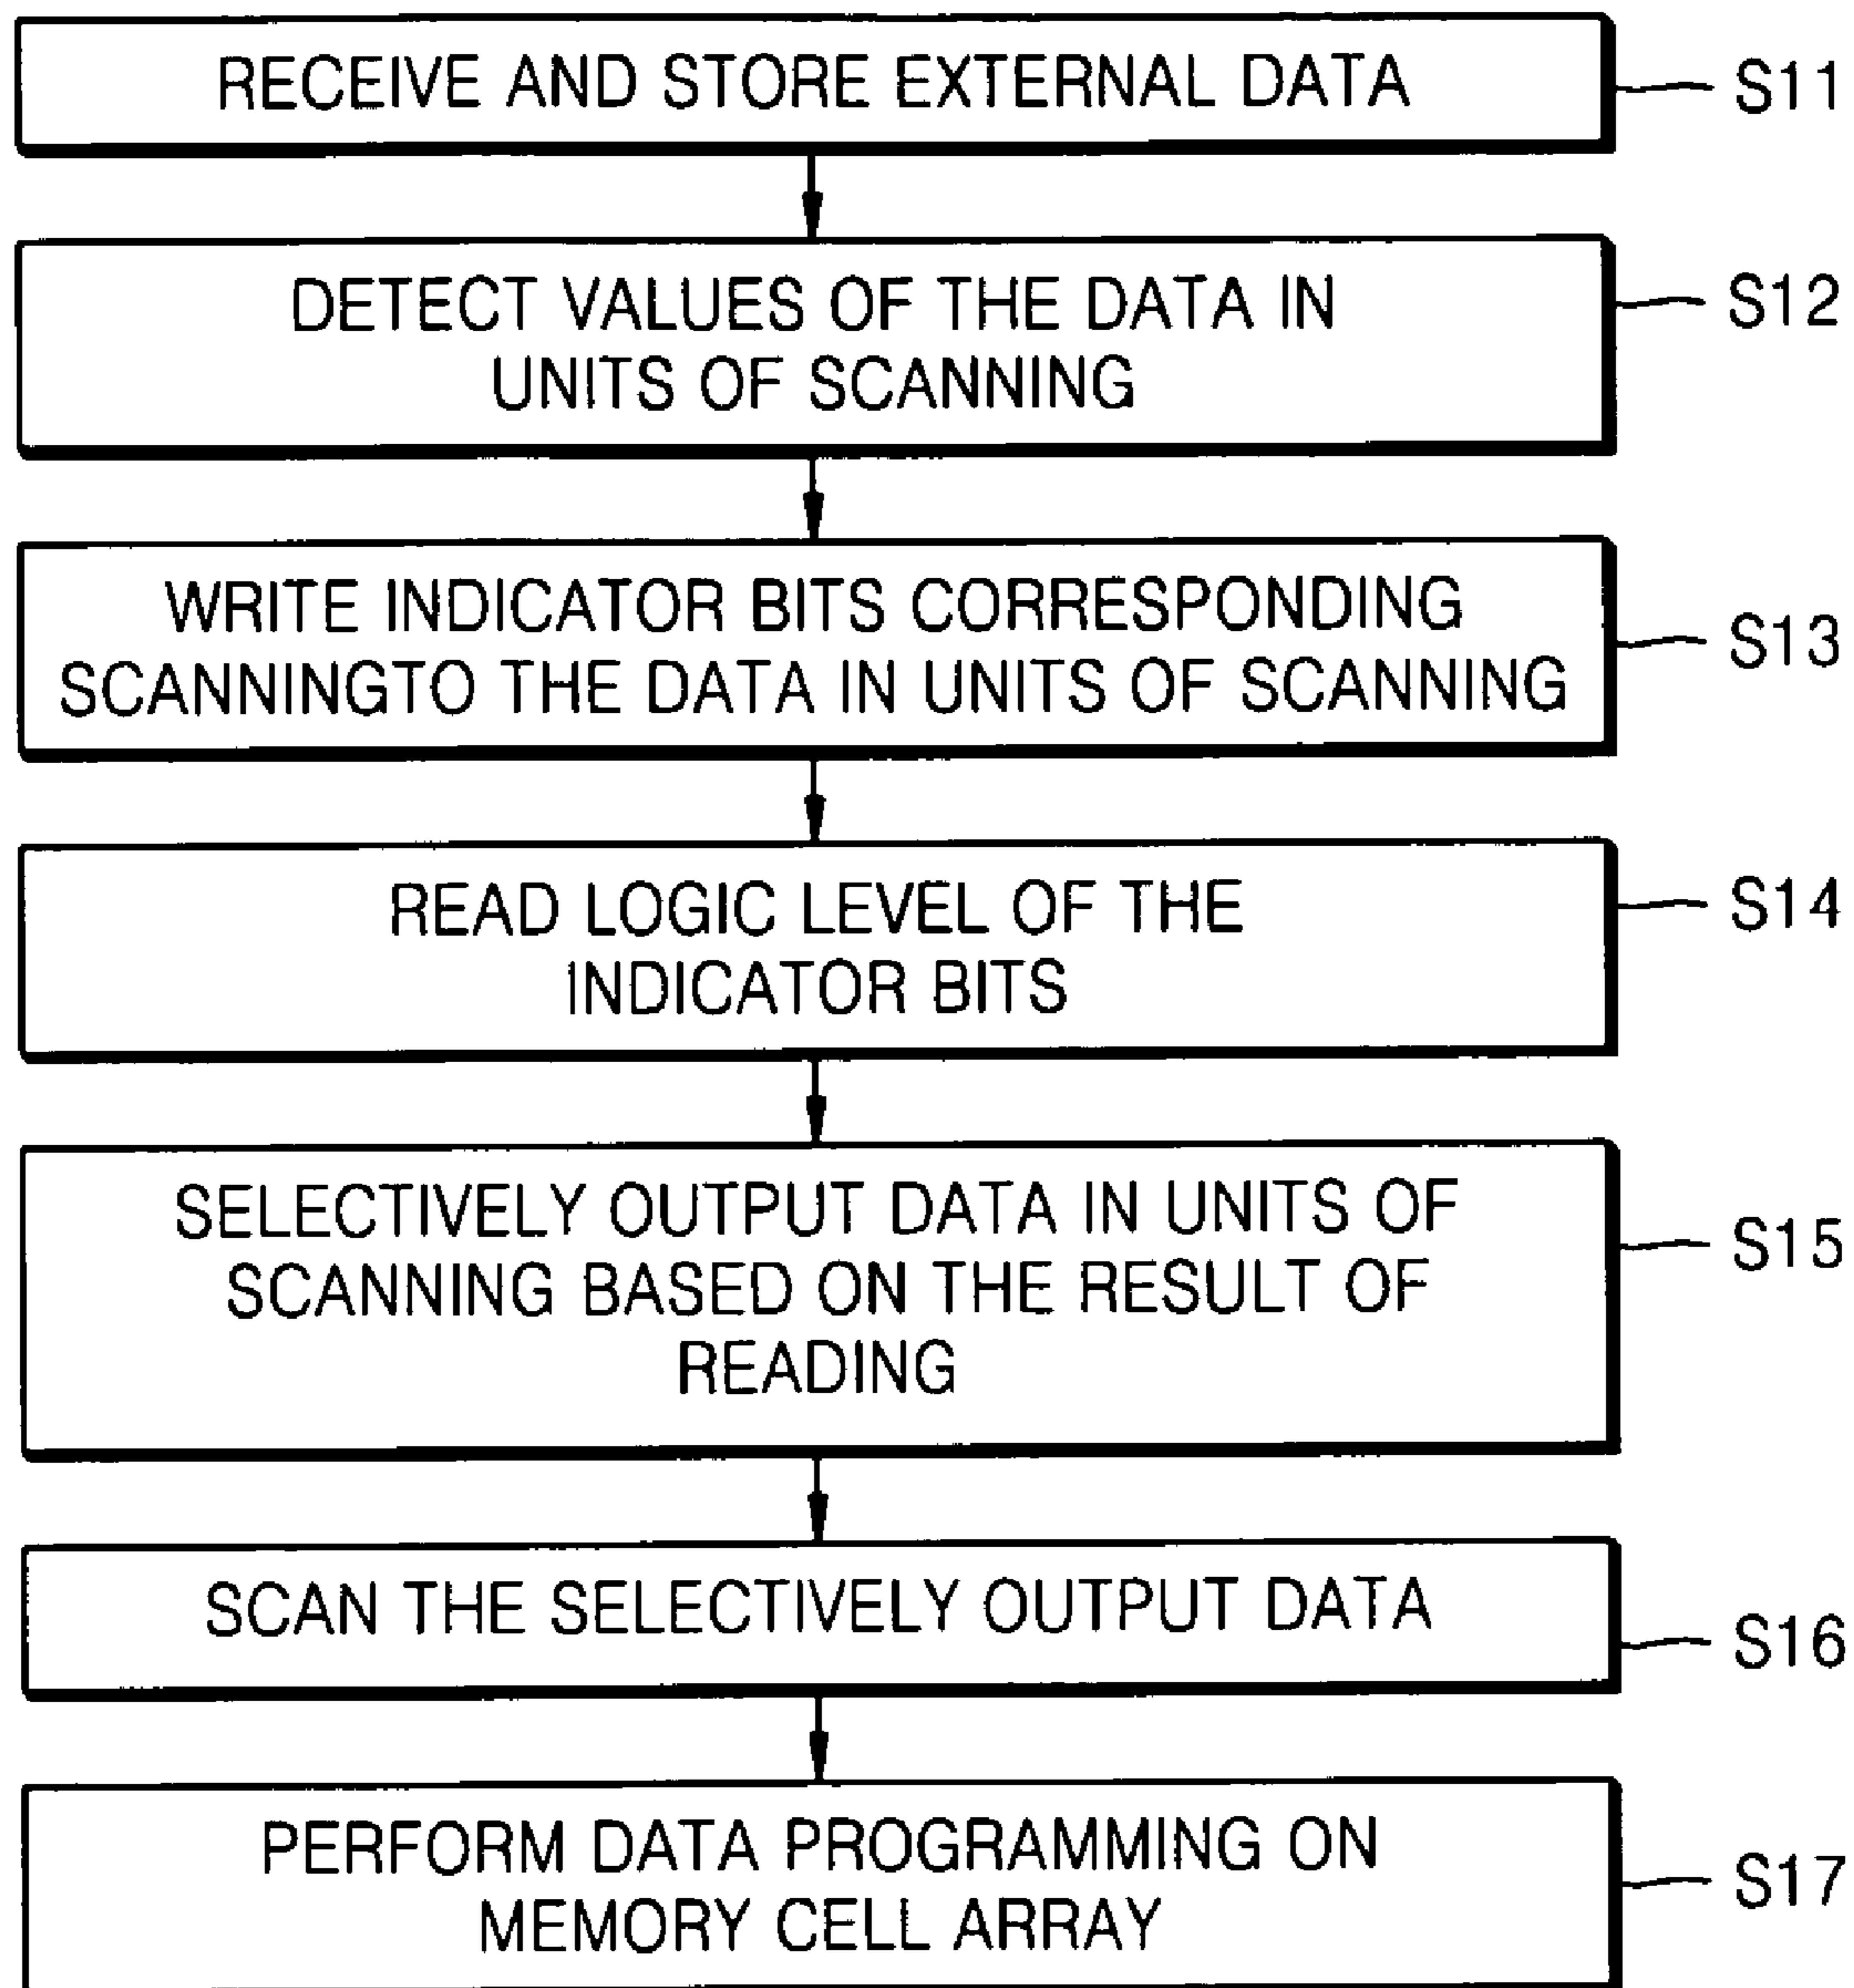 RECEIVE AND STORE EXTERNAL DATA
S11
DETECT VALUES OF THE DATA IN
UNITS OF SCANNING
S12
WRITE INDICATOR BITS CORRESPONDING
SCANNINGTO THE DATA IN UNITS OF SCANNING
S13
READ LOGIC LEVEL OF THE
INDICATOR BITS
S14
SELECTIVELY OUTPUT DATA IN UNITS OF
SCANNING BASED ON THE RESULT OF
READING
S15
SCAN THE SELECTIVELY OUTPUT DATA
S16
PERFORM DATA PROGRAMMING ON
MEMORY CELL ARRAY
S17